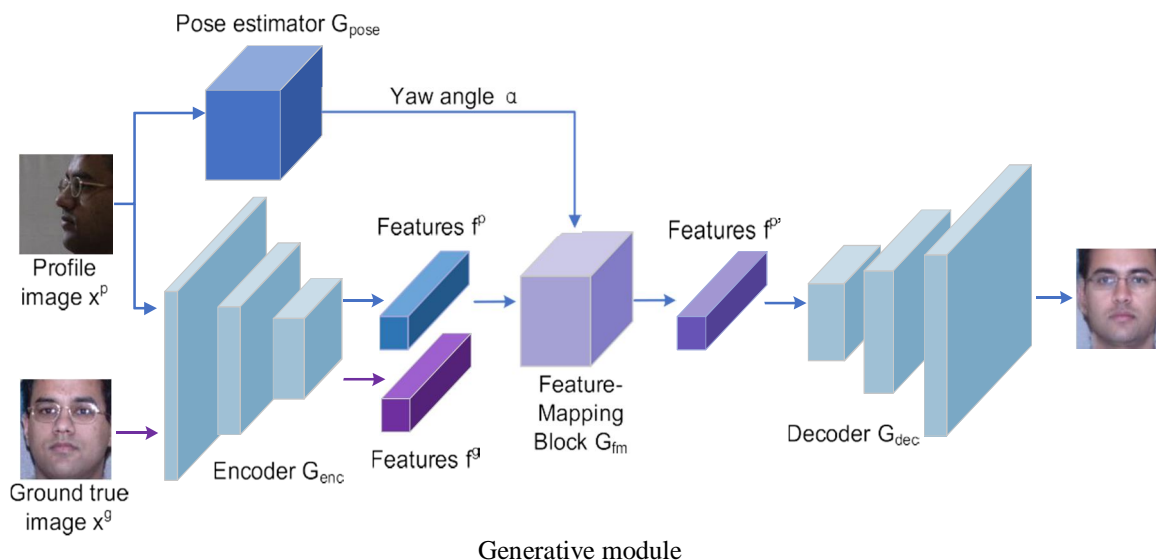 Pose estimator G_pose
Yaw angle α
Profile
image x^p
Features f^p
Features f^p'
Feature-
Mapping
Block G_fm
Decoder G_dec
Encoder G_enc
Features f^g
Ground true
image x^g
Generative module